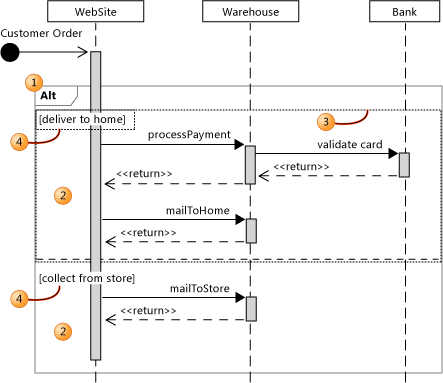 WebSite Warehouse Bank
Customer Order
1
Alt
[deliver to home]
3
4
processPayment
validate card
<<return>>
<<return>>
2
mailToHome
<<return>>
[collect from store]
4
mailToStore
<<return>>
2